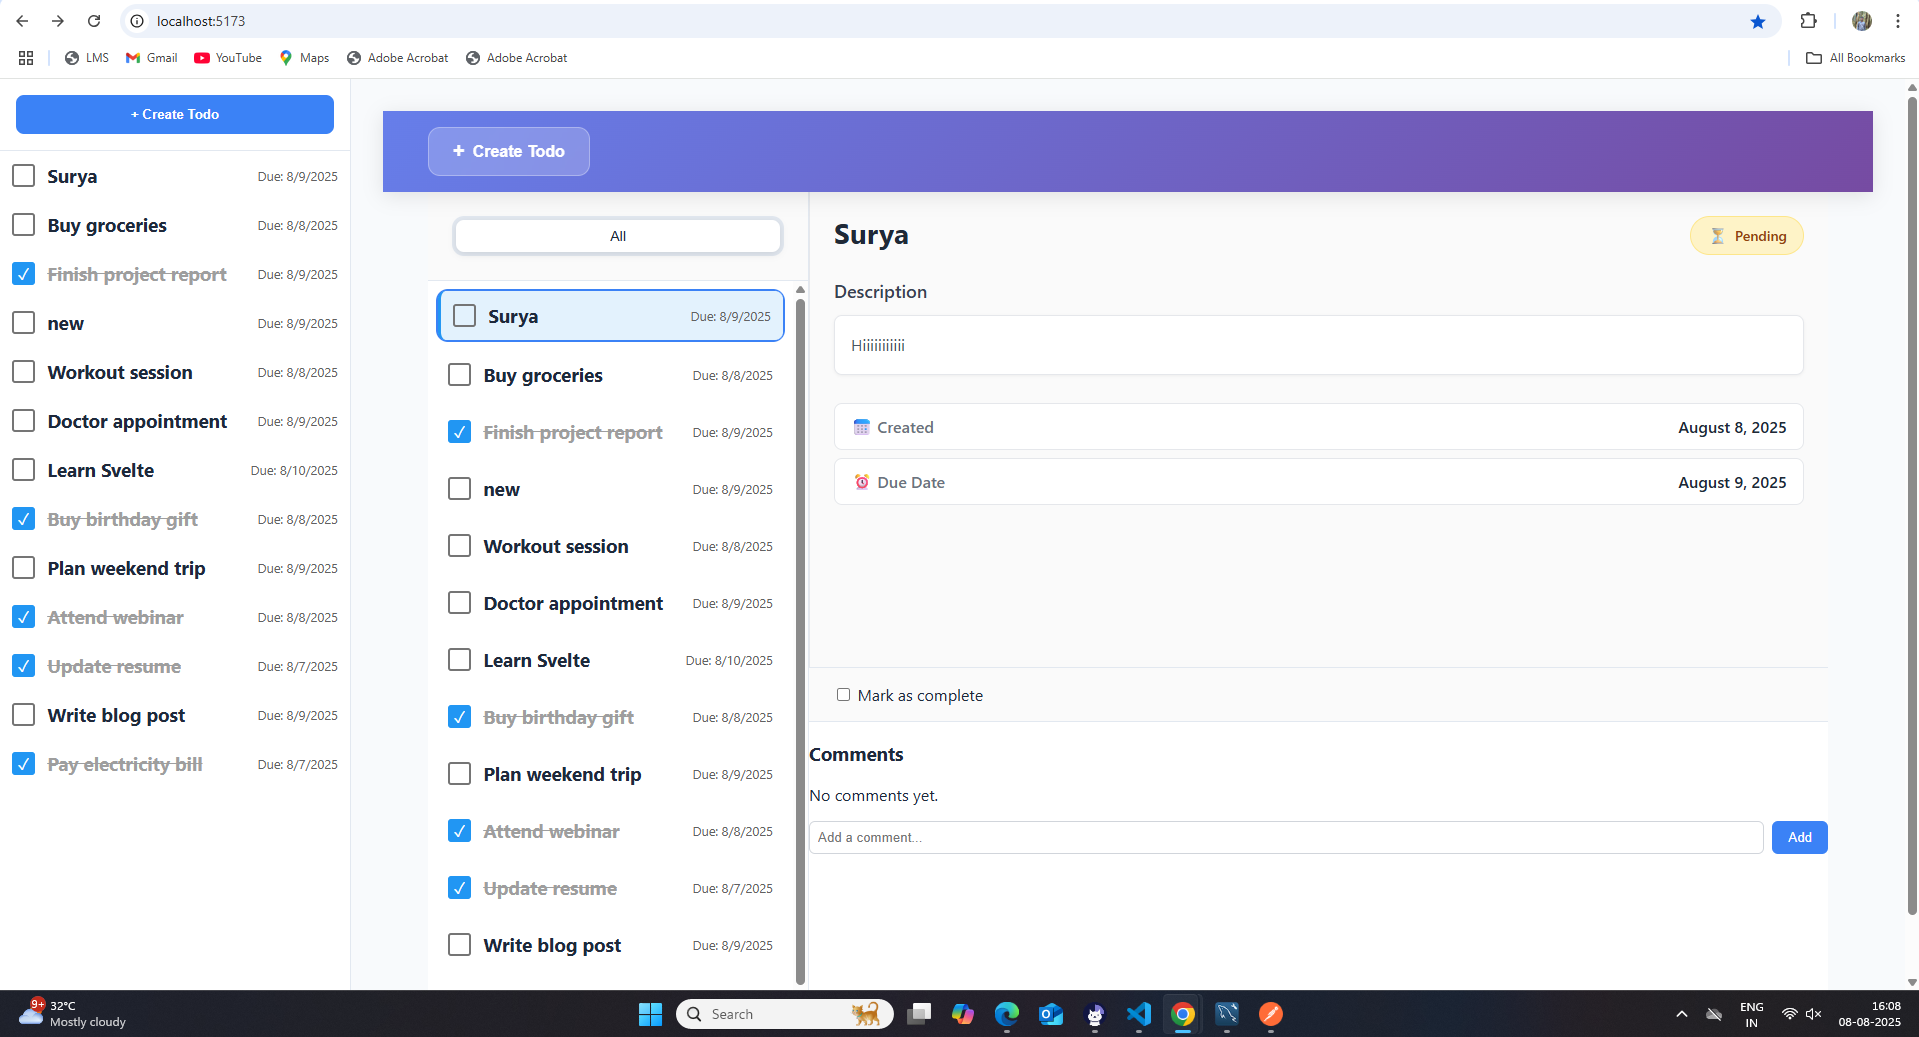 localhost:5173
LMS
Gmail
YouTube
Maps
Adobe Acrobat
Adobe Acrobat
All Bookmarks
+ Create Todo
Surya Due: 8/9/2025
Buy groceries Due: 8/8/2025
Finish project report Due: 8/9/2025
new Due: 8/9/2025
Workout session Due: 8/8/2025
Doctor appointment Due: 8/9/2025
Learn Svelte Due: 8/10/2025
Buy birthday gift Due: 8/8/2025
Plan weekend trip Due: 8/9/2025
Attend webinar Due: 8/8/2025
Update resume Due: 8/7/2025
Write blog post Due: 8/9/2025
Pay electricity bill Due: 8/7/2025
+ Create Todo
All
Surya Due: 8/9/2025
Buy groceries Due: 8/8/2025
Finish project report Due: 8/9/2025
new Due: 8/9/2025
Workout session Due: 8/8/2025
Doctor appointment Due: 8/9/2025
Learn Svelte Due: 8/10/2025
Buy birthday gift Due: 8/8/2025
Plan weekend trip Due: 8/9/2025
Attend webinar Due: 8/8/2025
Update resume Due: 8/7/2025
Write blog post Due: 8/9/2025
Surya
⏳ Pending
Description
Hiiiiiiiiiii
Created August 8, 2025
Due Date August 9, 2025
Mark as complete
Comments
No comments yet.
Add a comment...
Add
9+
32°C
Mostly cloudy
Search
ENG
IN
16:08
08-08-2025